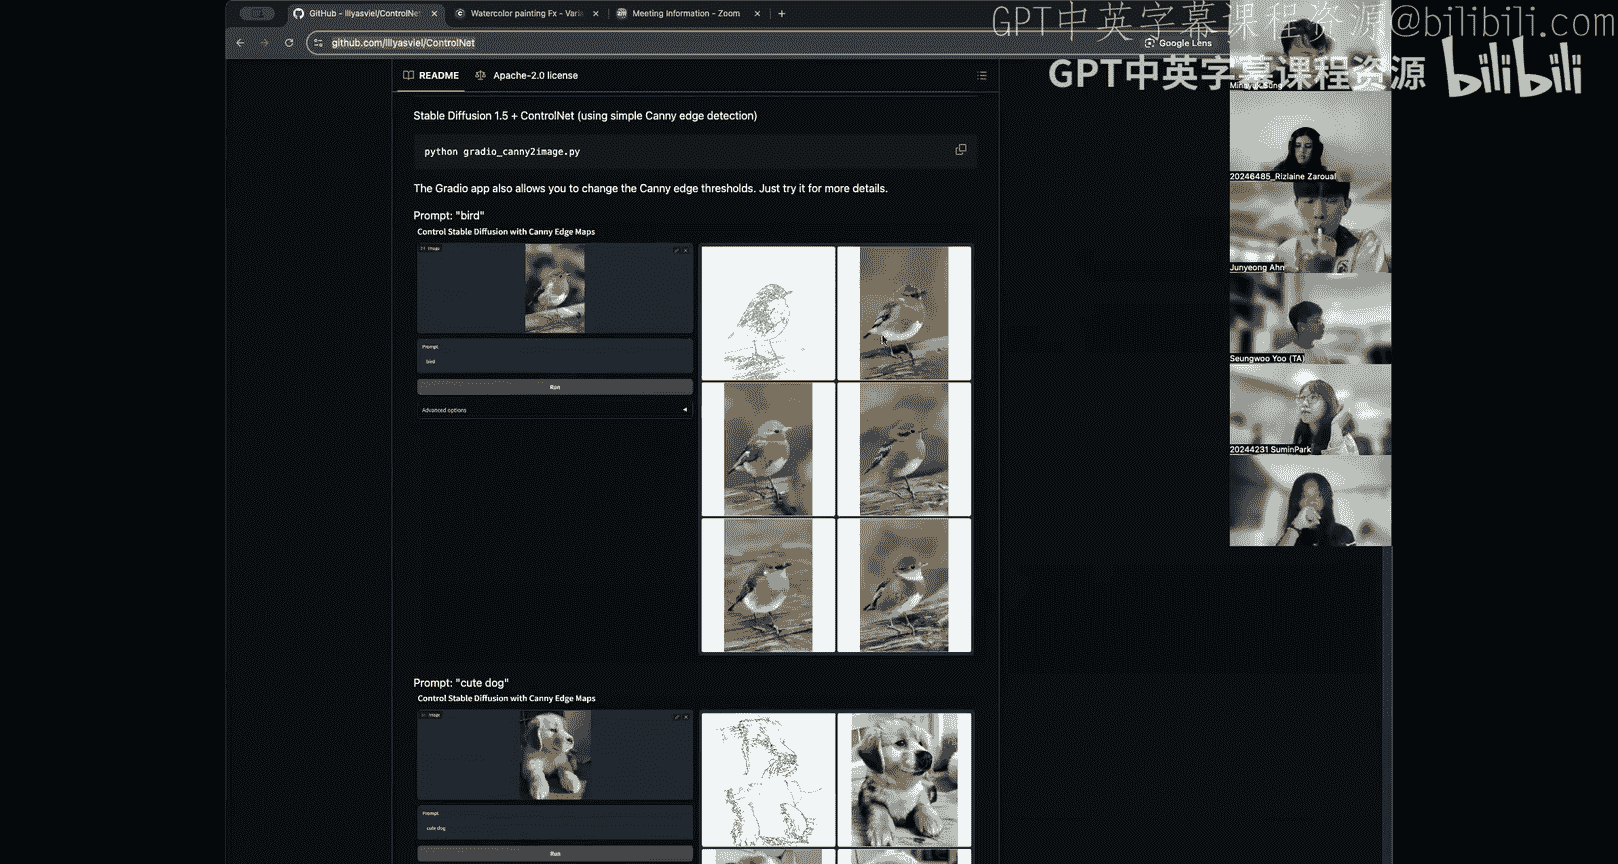 GitHub - lllyasviel/ControlNet
Watercolor painting Fx - Varia
Meeting Information - Zoom
github.com/lllyasviel/ControlNet
Google Lens
GPT中英字幕课程资源@bilibili.com
GPT中英字幕课程资源 bilibili
README
Apache-2.0 license
Stable Diffusion 1.5 + ControlNet (using simple Canny edge detection)
python gradio_canny2image.py
The Gradio app also allows you to change the Canny edge thresholds. Just try it for more details.
Prompt: "bird"
Control Stable Diffusion with Canny Edge Maps
Image
Prompt
bird
Run
Advanced options
Prompt: "cute dog"
Control Stable Diffusion with Canny Edge Maps
Image
Prompt
cute dog
Run
20246485_Rizlaine Zaroual
Junyeong Ahn
Seungwoo Yoo (TA)
20244231 SuminPark